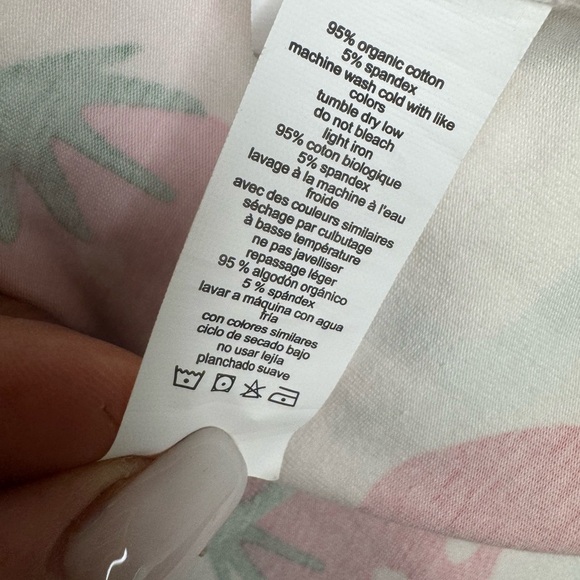 95% organic cotton
5% spandex
machine wash cold with like
colors
tumble dry low
do not bleach
light iron
95% coton biologique
5% spandex
lavage à la machine à l'eau
froide
avec des couleurs similaires
séchage par culbutage
à basse température
ne pas javelliser
repassage léger
95 % algodón orgánico
5 % spándex
lavar a máquina con agua
fría
con colores similares
ciclo de secado bajo
no usar lejía
planchado suave